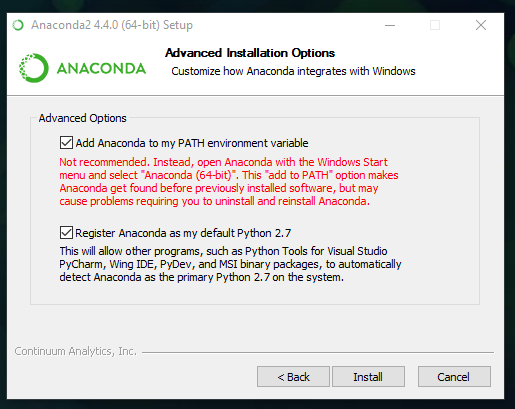 Anaconda2 4.4.0 (64-bit) Setup
Advanced Installation Options
Customize how Anaconda integrates with Windows
ANACONDA
Advanced Options
Add Anaconda to my PATH environment variable
Not recommended. Instead, open Anaconda with the Windows Start
menu and select "Anaconda (64-bit)". This "add to PATH" option makes
Anaconda get found before previously installed software, but may
cause problems requiring you to uninstall and reinstall Anaconda.
Register Anaconda as my default Python 2.7
This will allow other programs, such as Python Tools for Visual Studio
PyCharm, Wing IDE, PyDev, and MSI binary packages, to automatically
detect Anaconda as the primary Python 2.7 on the system.
Continuum Analytics, Inc.
< Back
Install
Cancel